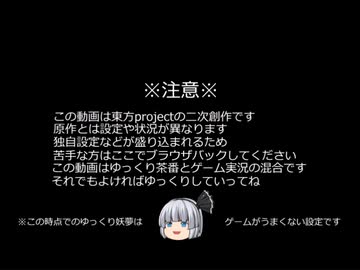 ※注意※
この動画は東方projectの二次創作です
原作とは設定や状況が異なります
独自設定などが盛り込まれるため
苦手な方はここでブラウザバックしてください
この動画はゆっくり茶番とゲーム実況の混合です
それでもよければゆっくりしていってね
※この時点でのゆっくり妖夢は ゲームがうまくない設定です